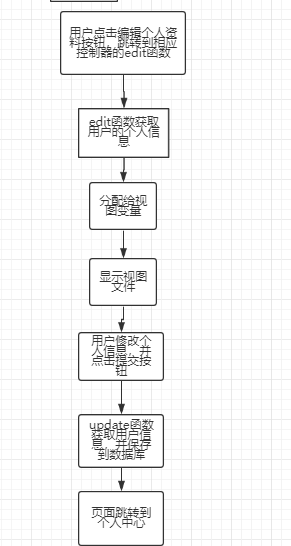 用户点击编辑个人资
料按钮，跳转到相应
控制器的edit函数
edit函数获取
用户的个人信
息
分配给视
图变量
显示视图
文件
用户修改个
人信息，并
点击提交按
钮
update函数
获取用户信
息，并保存
到数据库
页面跳转到
个人中心